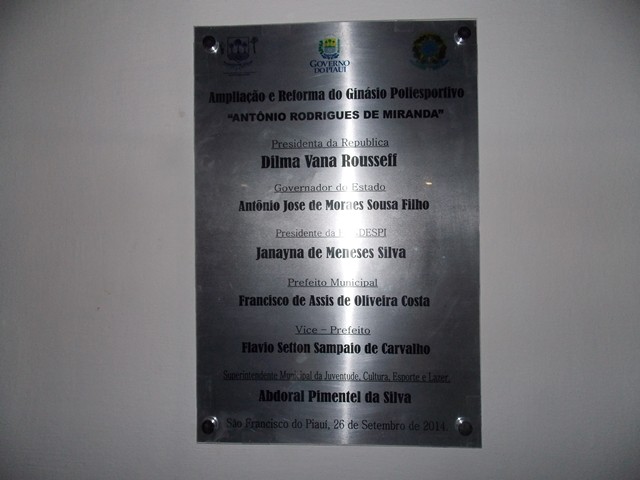 GOVERNO
DO PIAUÍ
Ampliação e Reforma do Ginásio Poliesportivo
"ANTÔNIO RODRIGUES DE MIRANDA"
Presidenta da Republica
Dilma Vana Rousseff
Governador do Estado
Antônio Jose de Moraes Sousa Filho
Presidente da
Janayna de Meneses Silva
Prefeito Municipal
Francisco de Assis de Oliveira Costa
Vice - Prefeito
Flavio Setton Sampaio de Carvalho
Superintendente Municipal da Juventude, Cultura, Esporte e Lazer.
Abdoral Pimentel da Silva
São Francisco do Piauí, 26 de Setembro de 2014.